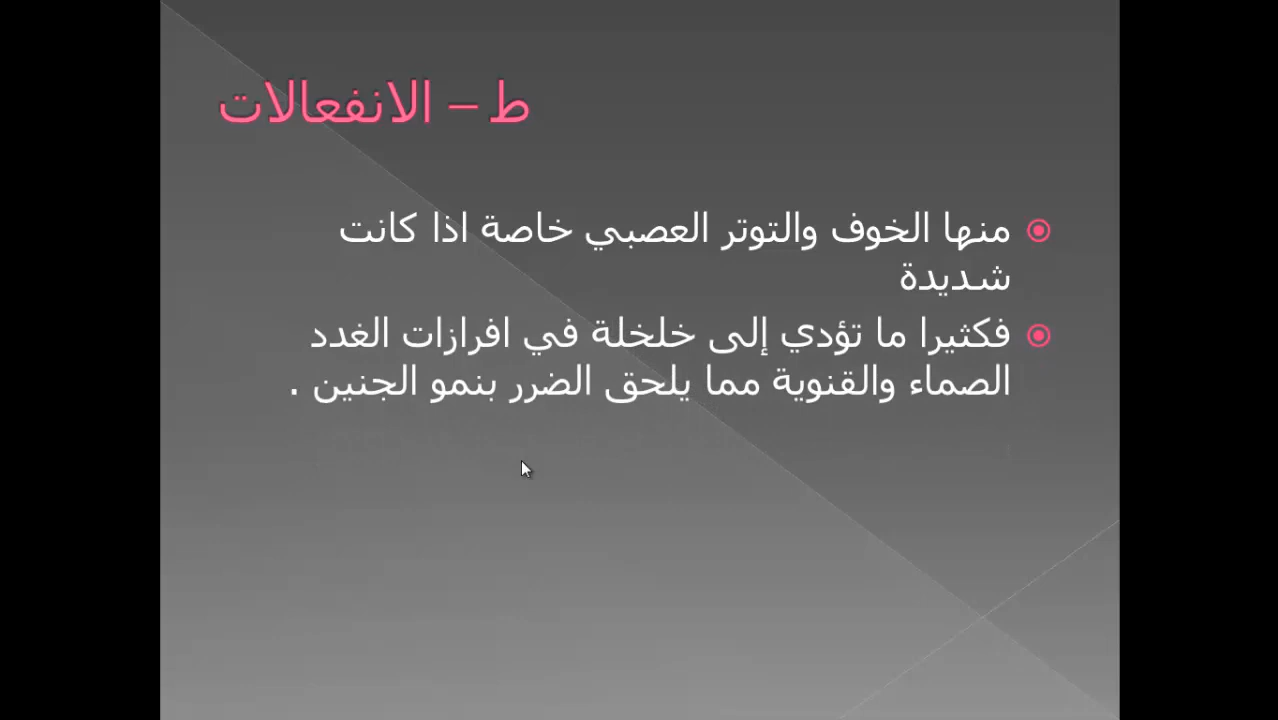 ط – الانفعالات
منها الخوف والتوتر العصبي خاصة اذا كانت
شديدة
فكثيرا ما تؤدي إلى خلخلة في افرازات الغدد
الصماء والقنوية مما يلحق الضرر بنمو الجنين .